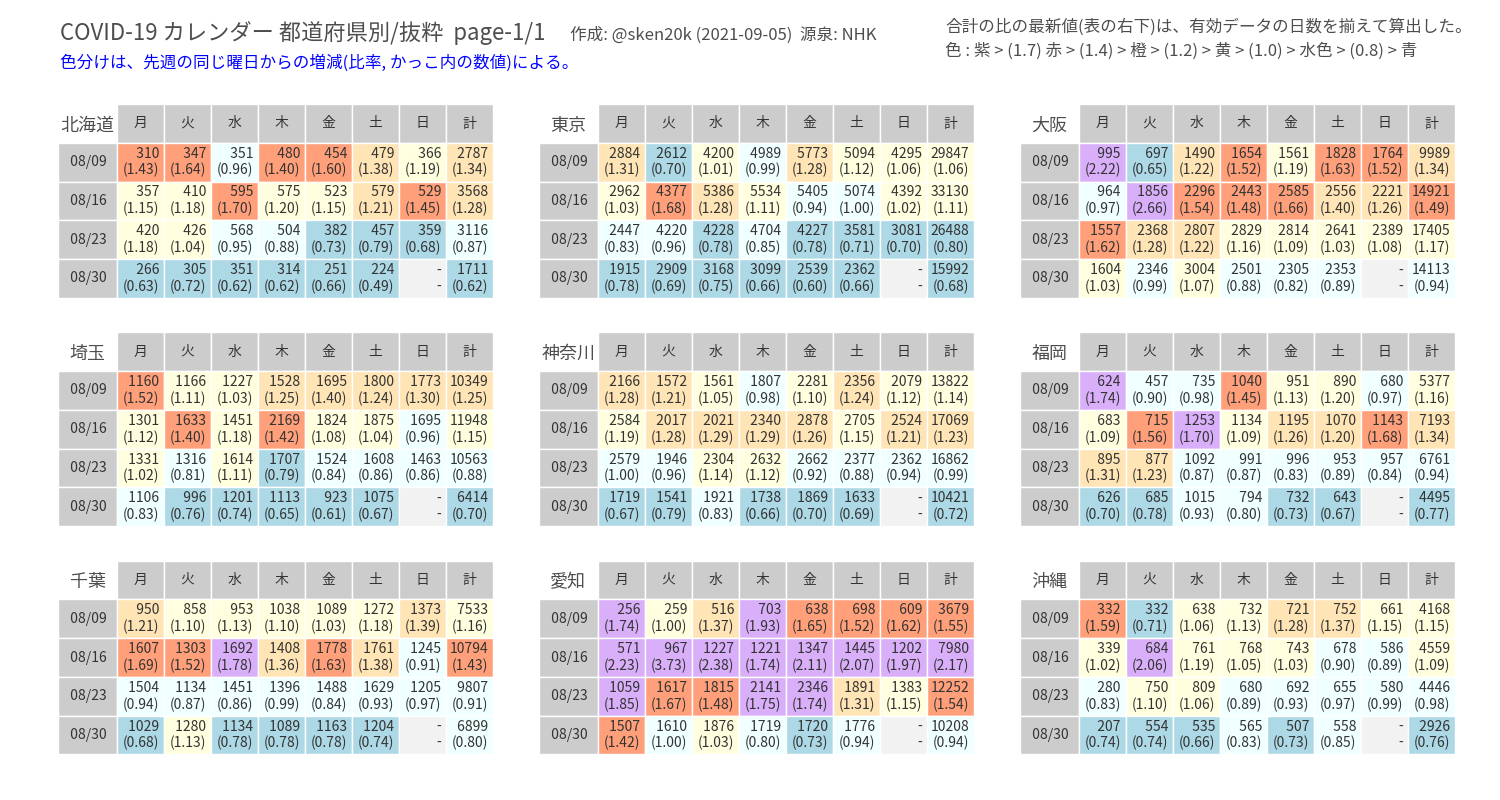 COVID-19 カレンダー 都道府県別/抜粋 page-1/1 作成: @sken20k (2021-09-05) 源泉: NHK
色分けは、先週の同じ曜日からの増減(比率, かっこ内の数値)による。
合計の比の最新値(表の右下)は、有効データの日数を揃えて算出した。
色 : 紫 > (1.7) 赤 > (1.4) > 橙 > (1.2) > 黄 > (1.0) > 水色 > (0.8) > 青
北海道 月 火 水 木 金 土 日 計
08/09 310 347 351 480 454 479 366 2787
(1.43) (1.64) (0.96) (1.40) (1.60) (1.38) (1.19) (1.34)
08/16 357 410 595 575 523 579 529 3568
(1.15) (1.18) (1.70) (1.20) (1.15) (1.21) (1.45) (1.28)
08/23 420 426 568 504 382 457 359 3116
(1.18) (1.04) (0.95) (0.88) (0.73) (0.79) (0.68) (0.87)
08/30 266 305 351 314 251 224 - 1711
(0.63) (0.72) (0.62) (0.62) (0.66) (0.49) - (0.62)
東京 月 火 水 木 金 土 日 計
08/09 2884 2612 4200 4989 5773 5094 4295 29847
(1.31) (0.70) (1.01) (0.99) (1.28) (1.12) (1.06) (1.06)
08/16 2962 4377 5386 5534 5405 5074 4392 33130
(1.03) (1.68) (1.28) (1.11) (0.94) (1.00) (1.02) (1.11)
08/23 2447 4220 4228 4704 4227 3581 3081 26488
(0.83) (0.96) (0.78) (0.85) (0.78) (0.71) (0.70) (0.80)
08/30 1915 2909 3168 3099 2539 2362 - 15992
(0.78) (0.69) (0.75) (0.66) (0.60) (0.66) - (0.68)
大阪 月 火 水 木 金 土 日 計
08/09 995 697 1490 1654 1561 1828 1764 9989
(2.22) (0.65) (1.22) (1.52) (1.19) (1.63) (1.52) (1.34)
08/16 964 1856 2296 2443 2585 2556 2221 14921
(0.97) (2.66) (1.54) (1.48) (1.66) (1.40) (1.26) (1.49)
08/23 1557 2368 2807 2829 2814 2641 2389 17405
(1.62) (1.28) (1.22) (1.16) (1.09) (1.03) (1.08) (1.17)
08/30 1604 2346 3004 2501 2305 2353 - 14113
(1.03) (0.99) (1.07) (0.88) (0.82) (0.89) - (0.94)
埼玉 月 火 水 木 金 土 日 計
08/09 1160 1166 1227 1528 1695 1800 1773 10349
(1.52) (1.11) (1.03) (1.25) (1.40) (1.24) (1.30) (1.25)
08/16 1301 1633 1451 2169 1824 1875 1695 11948
(1.12) (1.40) (1.18) (1.42) (1.08) (1.04) (0.96) (1.15)
08/23 1331 1316 1614 1707 1524 1608 1463 10563
(1.02) (0.81) (1.11) (0.79) (0.84) (0.86) (0.86) (0.88)
08/30 1106 996 1201 1113 923 1075 - 6414
(0.83) (0.76) (0.74) (0.65) (0.61) (0.67) - (0.70)
神奈川 月 火 水 木 金 土 日 計
08/09 2166 1572 1561 1807 2281 2356 2079 13822
(1.28) (1.21) (1.05) (0.98) (1.10) (1.24) (1.12) (1.14)
08/16 2584 2017 2021 2340 2878 2705 2524 17069
(1.19) (1.28) (1.29) (1.29) (1.26) (1.15) (1.21) (1.23)
08/23 2579 1946 2304 2632 2662 2377 2362 16862
(1.00) (0.96) (1.14) (1.12) (0.92) (0.88) (0.94) (0.99)
08/30 1719 1541 1921 1738 1869 1633 - 10421
(0.67) (0.79) (0.83) (0.66) (0.70) (0.69) - (0.72)
福岡 月 火 水 木 金 土 日 計
08/09 624 457 735 1040 951 890 680 5377
(1.74) (0.90) (0.98) (1.45) (1.13) (1.20) (0.97) (1.16)
08/16 683 715 1253 1134 1195 1070 1143 7193
(1.09) (1.56) (1.70) (1.09) (1.26) (1.20) (1.68) (1.34)
08/23 895 877 1092 991 996 953 957 6761
(1.31) (1.23) (0.87) (0.87) (0.83) (0.89) (0.84) (0.94)
08/30 626 685 1015 794 732 643 - 4495
(0.70) (0.78) (0.93) (0.80) (0.73) (0.67) - (0.77)
千葉 月 火 水 木 金 土 日 計
08/09 950 858 953 1038 1089 1272 1373 7533
(1.21) (1.10) (1.13) (1.10) (1.03) (1.18) (1.39) (1.16)
08/16 1607 1303 1692 1408 1778 1761 1245 10794
(1.69) (1.52) (1.78) (1.36) (1.63) (1.38) (0.91) (1.43)
08/23 1504 1134 1451 1396 1488 1629 1205 9807
(0.94) (0.87) (0.86) (0.99) (0.84) (0.93) (0.97) (0.91)
08/30 1029 1280 1134 1089 1163 1204 - 6899
(0.68) (1.13) (0.78) (0.78) (0.78) (0.74) - (0.80)
愛知 月 火 水 木 金 土 日 計
08/09 256 259 516 703 638 698 609 3679
(1.74) (1.00) (1.37) (1.93) (1.65) (1.52) (1.62) (1.55)
08/16 571 967 1227 1221 1347 1445 1202 7980
(2.23) (3.73) (2.38) (1.74) (2.11) (2.07) (1.97) (2.17)
08/23 1059 1617 1815 2141 2346 1891 1383 12252
(1.85) (1.67) (1.48) (1.75) (1.74) (1.31) (1.15) (1.54)
08/30 1507 1610 1876 1719 1720 1776 - 10208
(1.42) (1.00) (1.03) (0.80) (0.73) (0.94) - (0.94)
沖縄 月 火 水 木 金 土 日 計
08/09 332 332 638 732 721 752 661 4168
(1.59) (0.71) (1.06) (1.13) (1.28) (1.37) (1.15) (1.15)
08/16 339 684 761 768 743 678 586 4559
(1.02) (2.06) (1.19) (1.05) (1.03) (0.90) (0.89) (1.09)
08/23 280 750 809 680 692 655 580 4446
(0.83) (1.10) (1.06) (0.89) (0.93) (0.97) (0.99) (0.98)
08/30 207 554 535 565 507 558 - 2926
(0.74) (0.74) (0.66) (0.83) (0.73) (0.85) - (0.76)